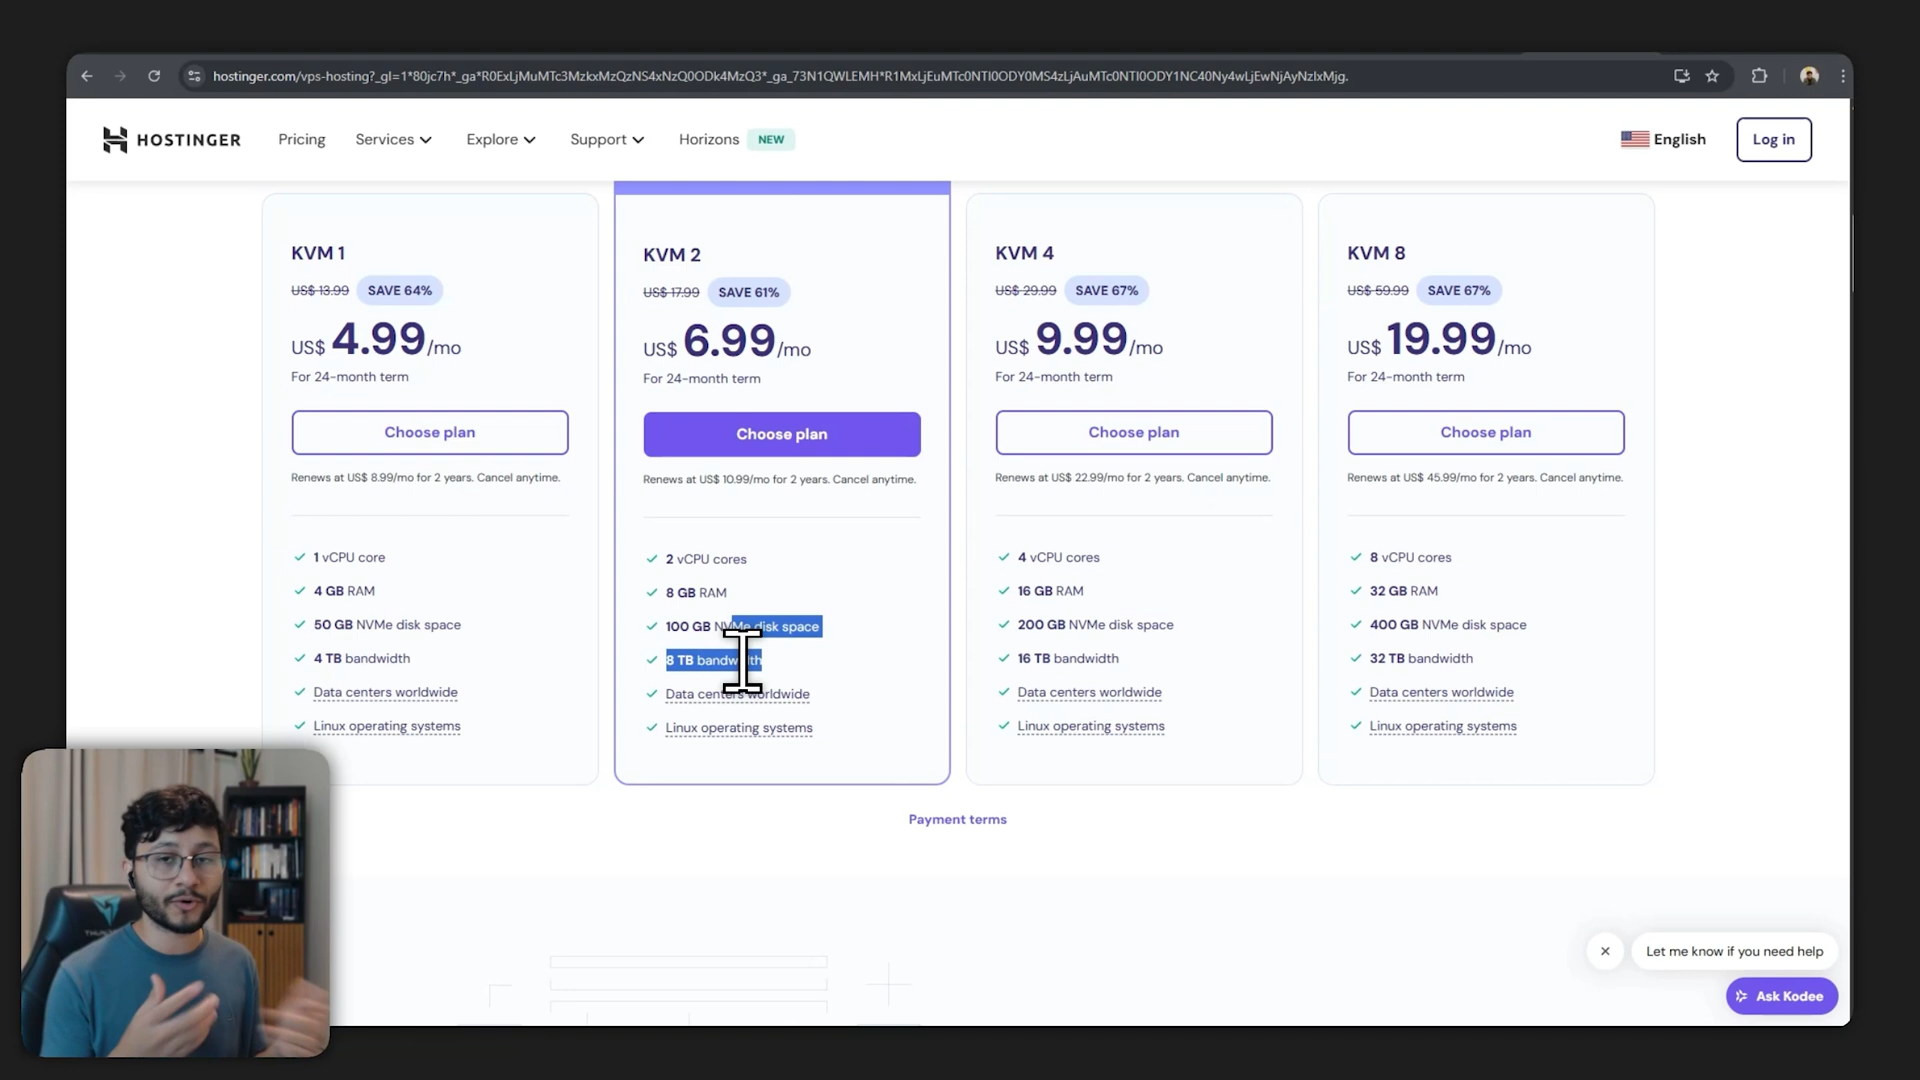 hostinger.com/vps-hosting?_gl=1*80jc7h*_ga*R0ExLjMuMTc3MzkxMzQzNS4xNzQ0ODk4MzQ3*_ga_73N1QWLEMH*R1MxLjEuMTc0NTI0ODY0MS4zLjAuMTc0NTI0ODY1NC40Ny4wLjEwNjAyNzIxMjg.
HOSTINGER
Pricing
Services
Explore
Support
Horizons
NEW
English
Log in
KVM 1
US$ 13.99 SAVE 64%
US$ 4.99/mo
For 24-month term
Choose plan
Renews at US$ 8.99/mo for 2 years. Cancel anytime.
1 vCPU core
4 GB RAM
50 GB NVMe disk space
4 TB bandwidth
Data centers worldwide
Linux operating systems
KVM 2
US$ 17.99 SAVE 61%
US$ 6.99/mo
For 24-month term
Choose plan
Renews at US$ 10.99/mo for 2 years. Cancel anytime.
2 vCPU cores
8 GB RAM
100 GB NVMe disk space
8 TB bandwidth
Data centers worldwide
Linux operating systems
KVM 4
US$ 29.99 SAVE 67%
US$ 9.99/mo
For 24-month term
Choose plan
Renews at US$ 22.99/mo for 2 years. Cancel anytime.
4 vCPU cores
16 GB RAM
200 GB NVMe disk space
16 TB bandwidth
Data centers worldwide
Linux operating systems
KVM 8
US$ 59.99 SAVE 67%
US$ 19.99/mo
For 24-month term
Choose plan
Renews at US$ 45.99/mo for 2 years. Cancel anytime.
8 vCPU cores
32 GB RAM
400 GB NVMe disk space
32 TB bandwidth
Data centers worldwide
Linux operating systems
Payment terms
Let me know if you need help
Ask Kodee